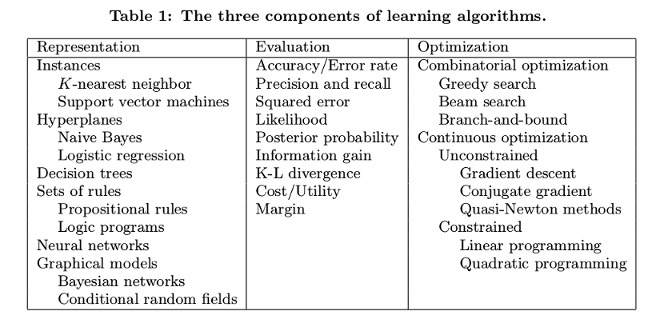 Table 1: The three components of learning algorithms.
Representation Evaluation Optimization
Instances Accuracy/Error rate Combinatorial optimization
K-nearest neighbor Precision and recall Greedy search
Support vector machines Squared error Beam search
Hyperplanes Likelihood Branch-and-bound
Naive Bayes Posterior probability Continuous optimization
Logistic regression Information gain Unconstrained
Decision trees K-L divergence Gradient descent
Sets of rules Cost/Utility Conjugate gradient
Propositional rules Margin Quasi-Newton methods
Logic programs Constrained
Neural networks Linear programming
Graphical models Quadratic programming
Bayesian networks
Conditional random fields